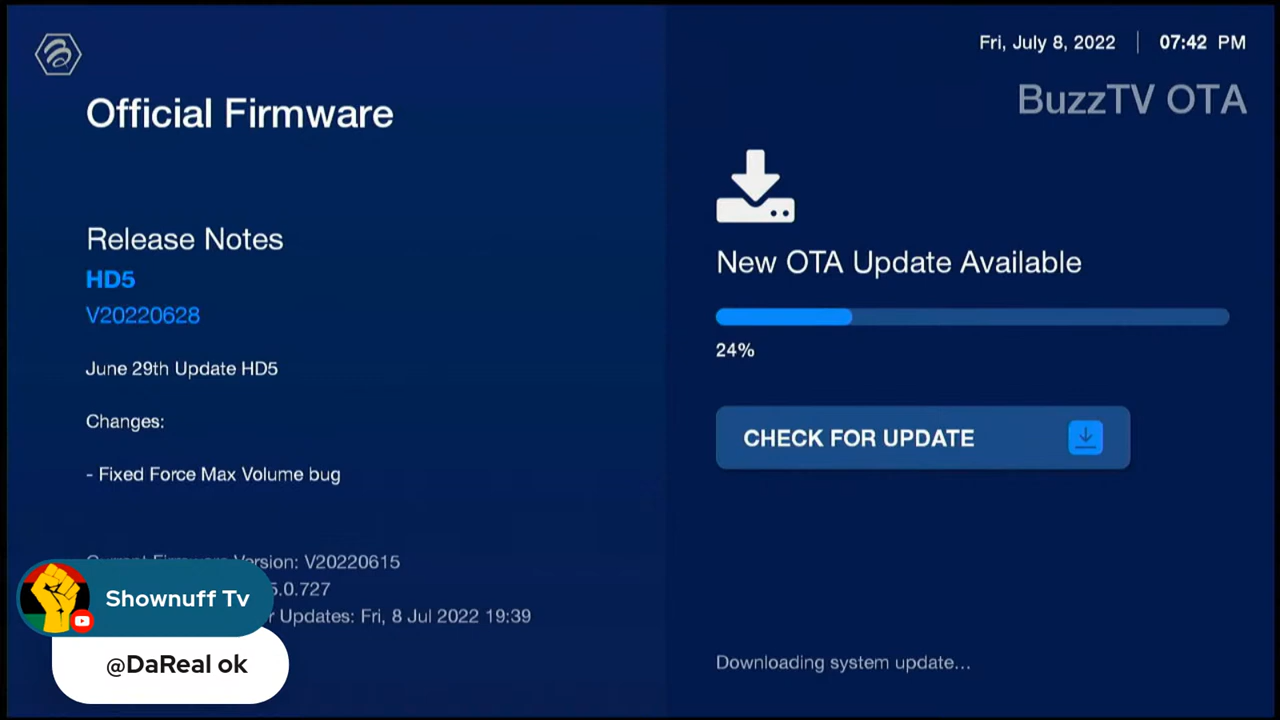 Fri, July 8, 2022 07:42 PM
BuzzTV OTA
Official Firmware
Release Notes
HD5
V20220628
June 29th Update HD5
Changes:
- Fixed Force Max Volume bug
Version: V20220615
5.0.727
Updates: Fri, 8 Jul 2022 19:39
New OTA Update Available
24%
CHECK FOR UPDATE
Downloading system update...
Shownuff Tv
@DaReal ok